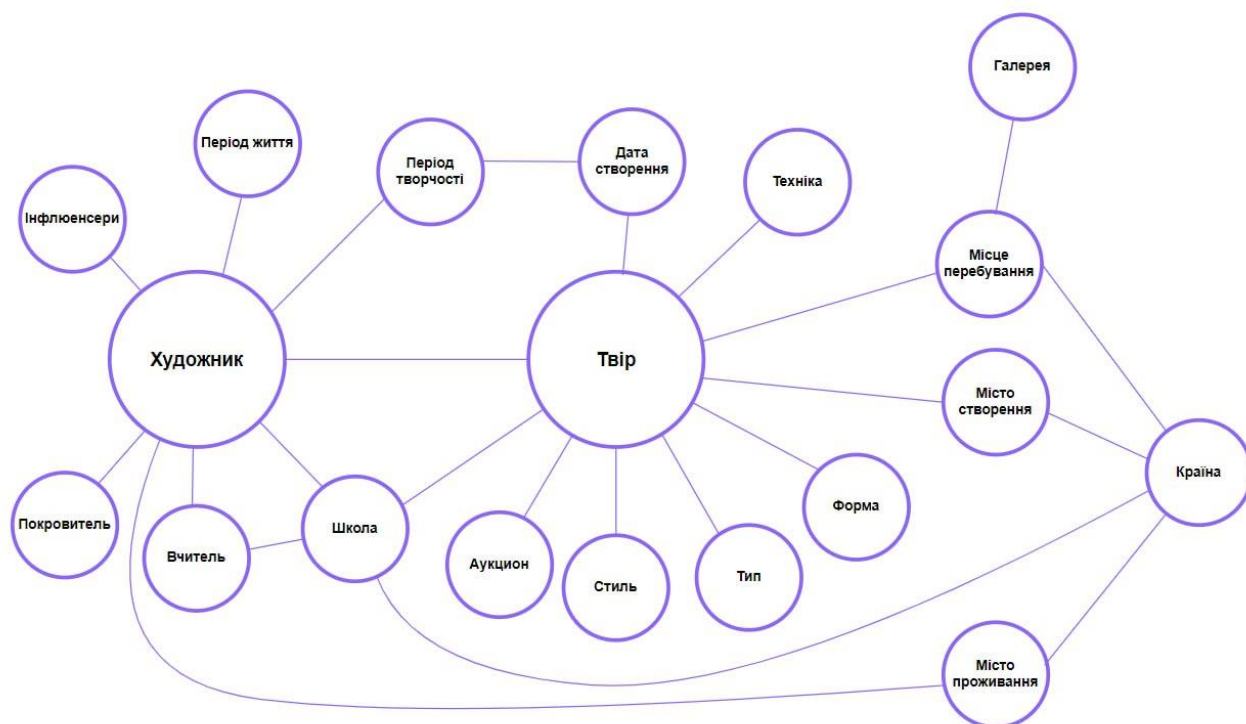 Галерея
Період життя
Період
творчості
Дата
створення
Техніка
Інфлюенсери
Місце
перебування
Художник
Твір
Місто
створення
Країна
Форма
Покровитель
Вчитель
Школа
Аукцион
Стиль
Тип
Місто
проживання